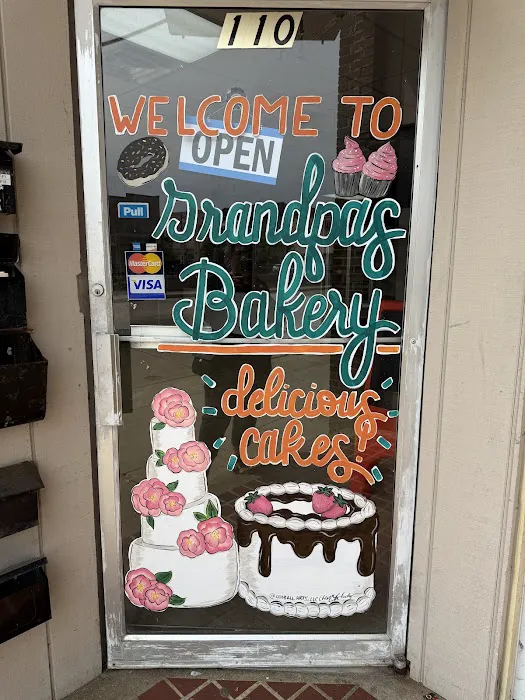 110
WELCOME TO
OPEN
Grandpas
Pull
MasterCard
VISA
Bakery
delicious
cakes!